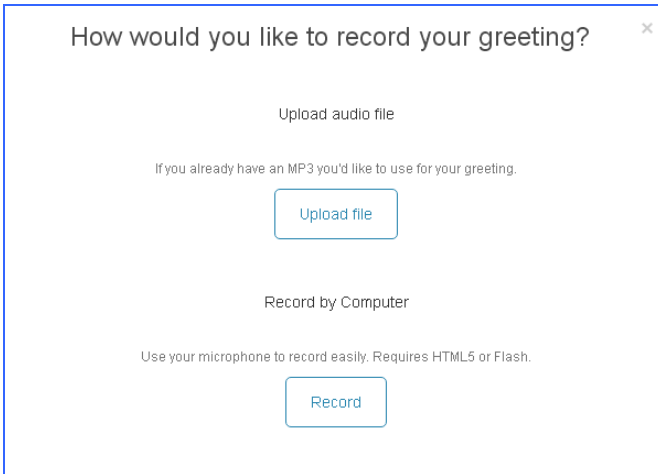 How would you like to record your greeting?
×
Upload audio file
If you already have an MP3 you'd like to use for your greeting.
Upload file
Record by Computer
Use your microphone to record easily. Requires HTML5 or Flash.
Record